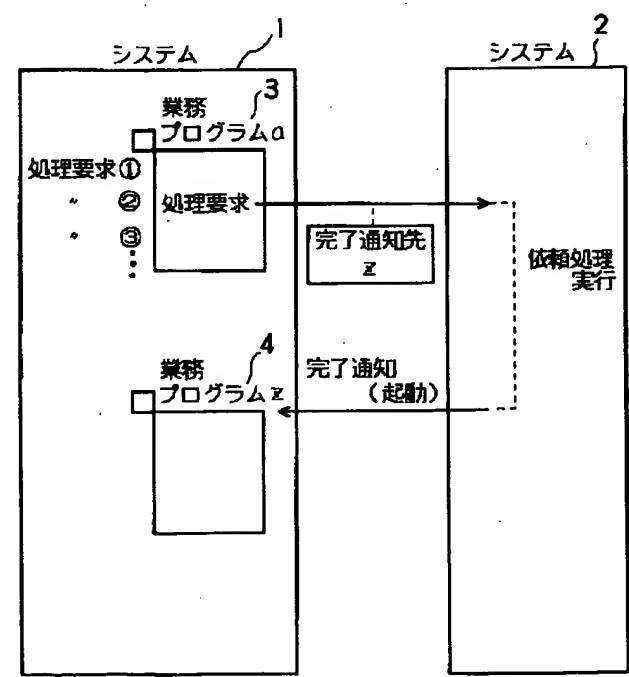 システム 1
システム 2
業務 3
プログラムa
処理要求①
〃 ②
〃 ③
処理要求
完了通知先
z
依頼処理
実行
業務 4
プログラムz
完了通知
(起動)